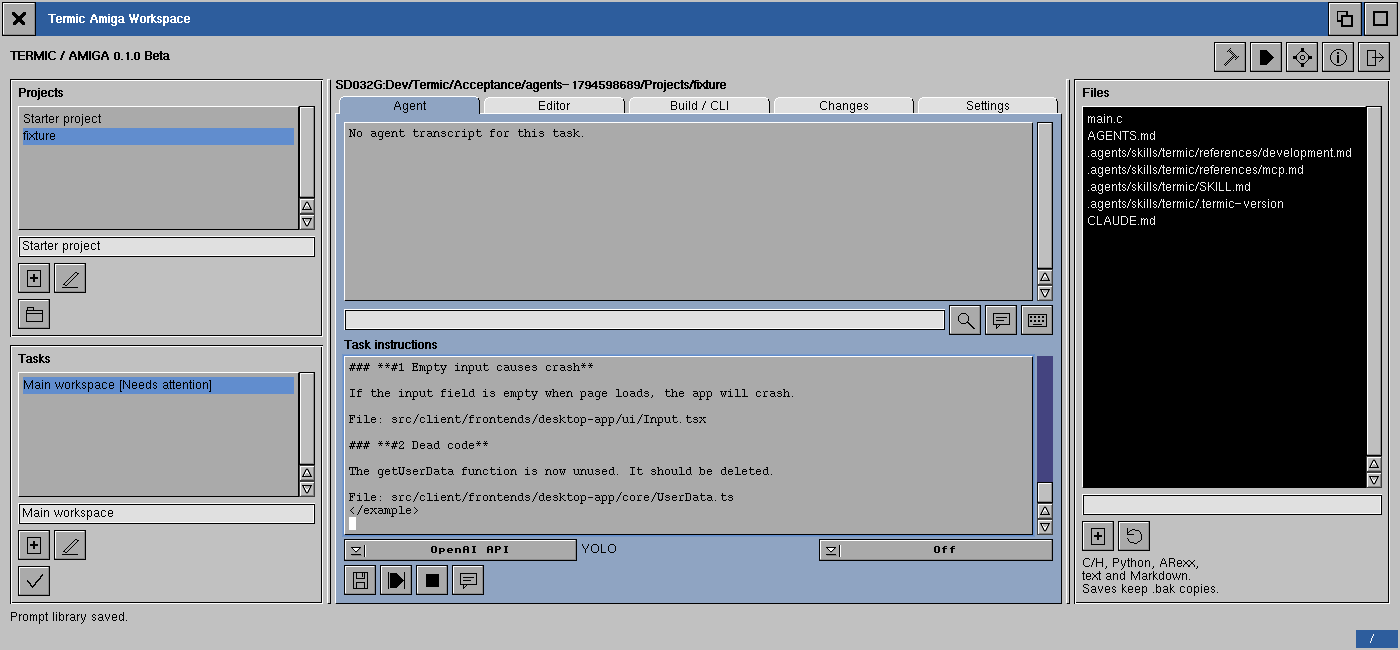 Termic Amiga Workspace
TERMIC / AMIGA 0.1.0 Beta
Projects
Starter project
fixture
Starter project
Tasks
Main workspace [Needs attention]
Main workspace
SD032G:Dev/Termic/Acceptance/agents-1794598689/Projects/fixture
Agent
Editor
Build / CLI
Changes
Settings
No agent transcript for this task.
Task instructions
### **#1 Empty input causes crash**
If the input field is empty when page loads, the app will crash.
File: src/client/frontends/desktop-app/ui/Input.tsx
### **#2 Dead code**
The getUserData function is now unused. It should be deleted.
File: src/client/frontends/desktop-app/core/UserData.ts
</example>
OpenAI API
YOLO
Off
Files
main.c
AGENTS.md
.agents/skills/termic/references/development.md
.agents/skills/termic/references/mcp.md
.agents/skills/termic/SKILL.md
.agents/skills/termic/.termic-version
CLAUDE.md
C/H, Python, ARexx,
text and Markdown.
Saves keep .bak copies.
Prompt library saved.
/